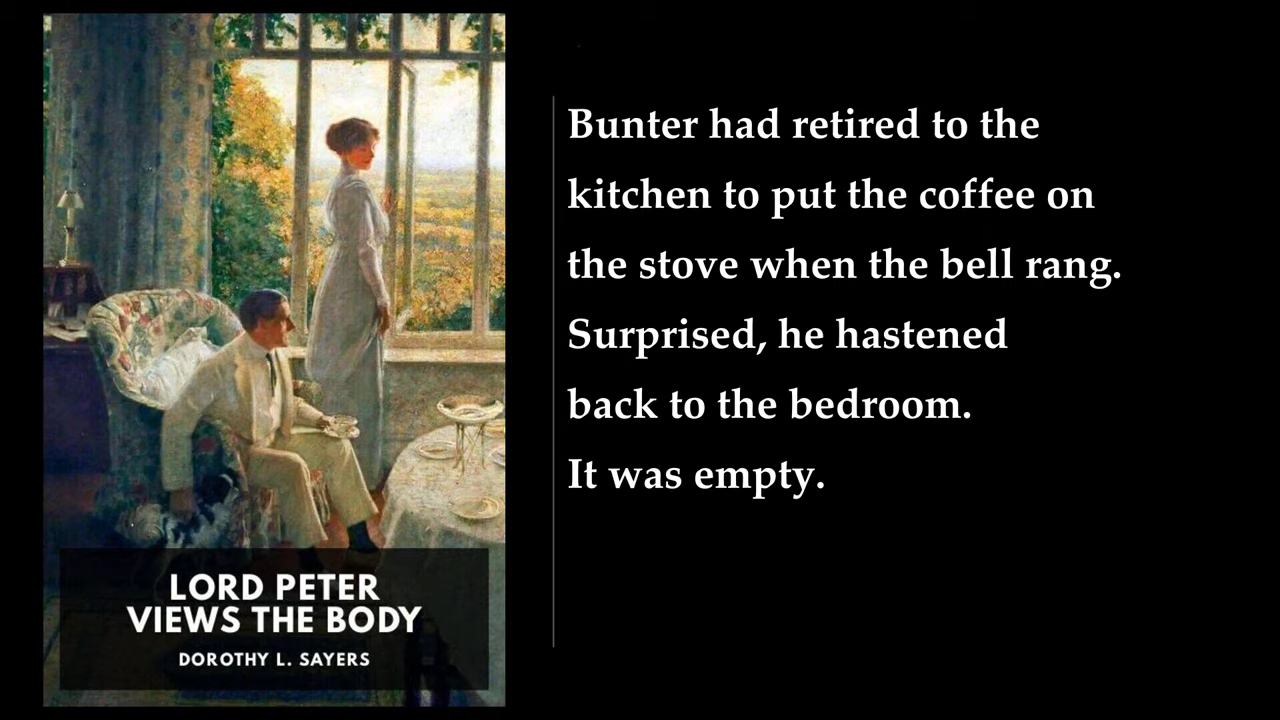 Bunter had retired to the
kitchen to put the coffee on
the stove when the bell rang.
Surprised, he hastened
back to the bedroom.
It was empty.
LORD PETER
VIEWS THE BODY
DOROTHY L. SAYERS